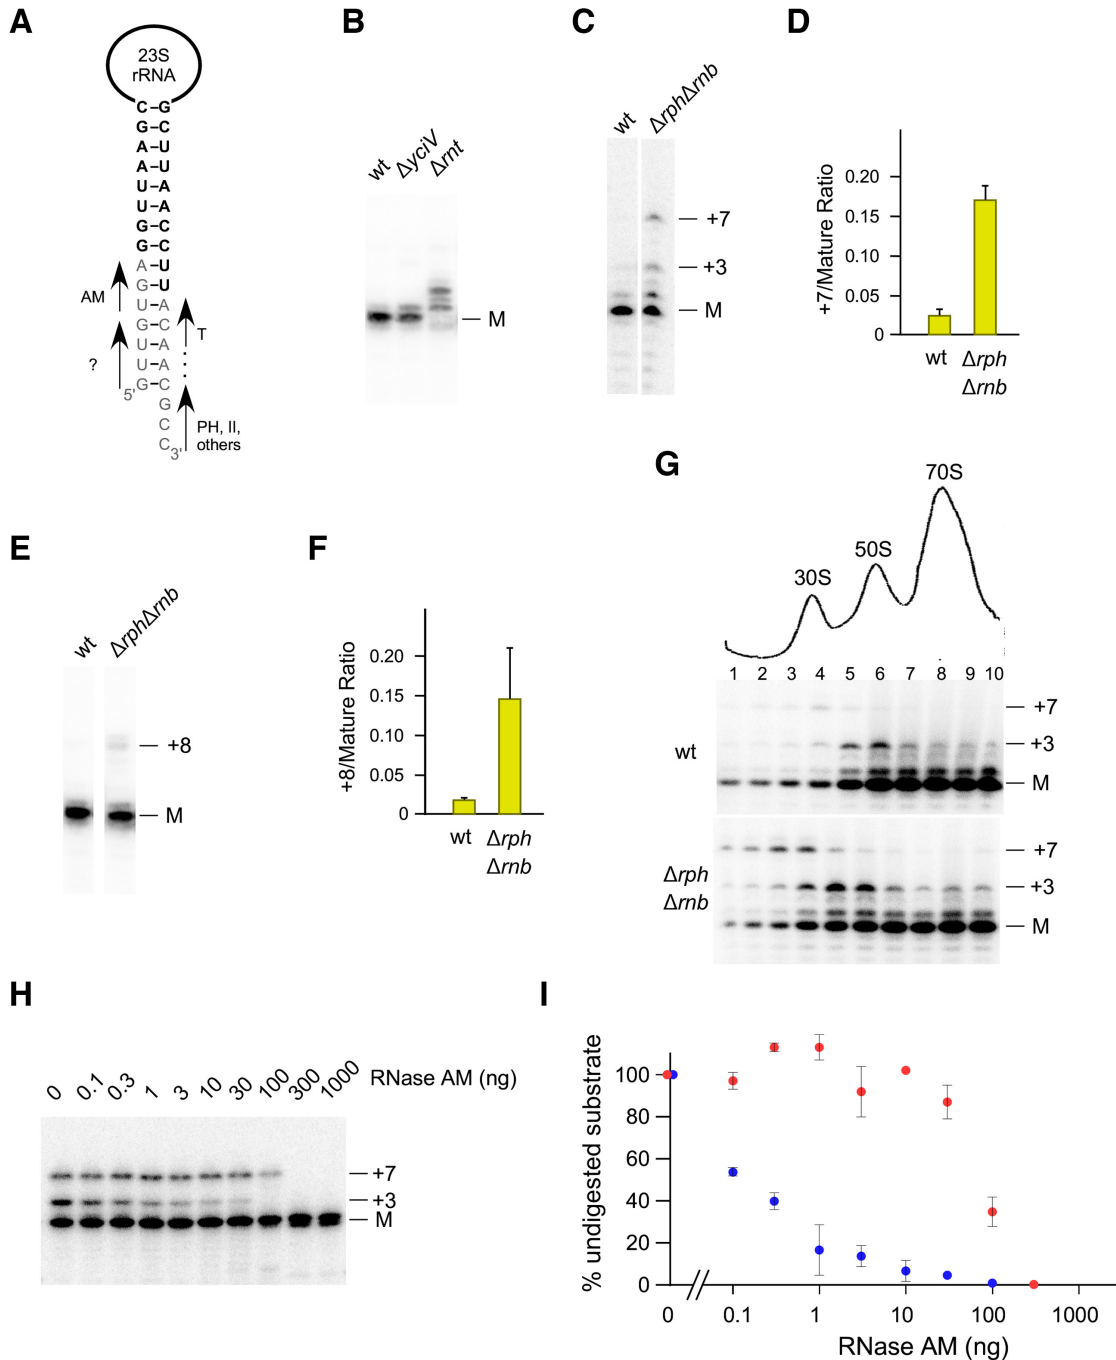 A
23S
rRNA
C–G
G–C
A–U
A–U
U–A
U–A
G–C
G–C
A–U
G–U
U–A
G–C
U–A
U–A
5'G–C
G
C
C3'
AM
?
T
PH, II,
others
B
wt
ΔyciV
Δrnt
M
C
wt
ΔrphΔrnb
+7
+3
M
D
+7/Mature Ratio
0.20
0.15
0.10
0.05
0
wt
Δrph
Δrnb
E
wt
ΔrphΔrnb
+8
M
F
+8/Mature Ratio
0.20
0.15
0.10
0.05
0
wt
Δrph
Δrnb
G
30S
50S
70S
1 2 3 4 5 6 7 8 9 10
wt
+7
+3
M
Δrph
Δrnb
+7
+3
M
H
0 0.1 0.3 1 3 10 30 100 300 1000 RNase AM (ng)
+7
+3
M
I
% undigested substrate
100
80
60
40
20
0
0 0.1 1 10 100 1000
RNase AM (ng)